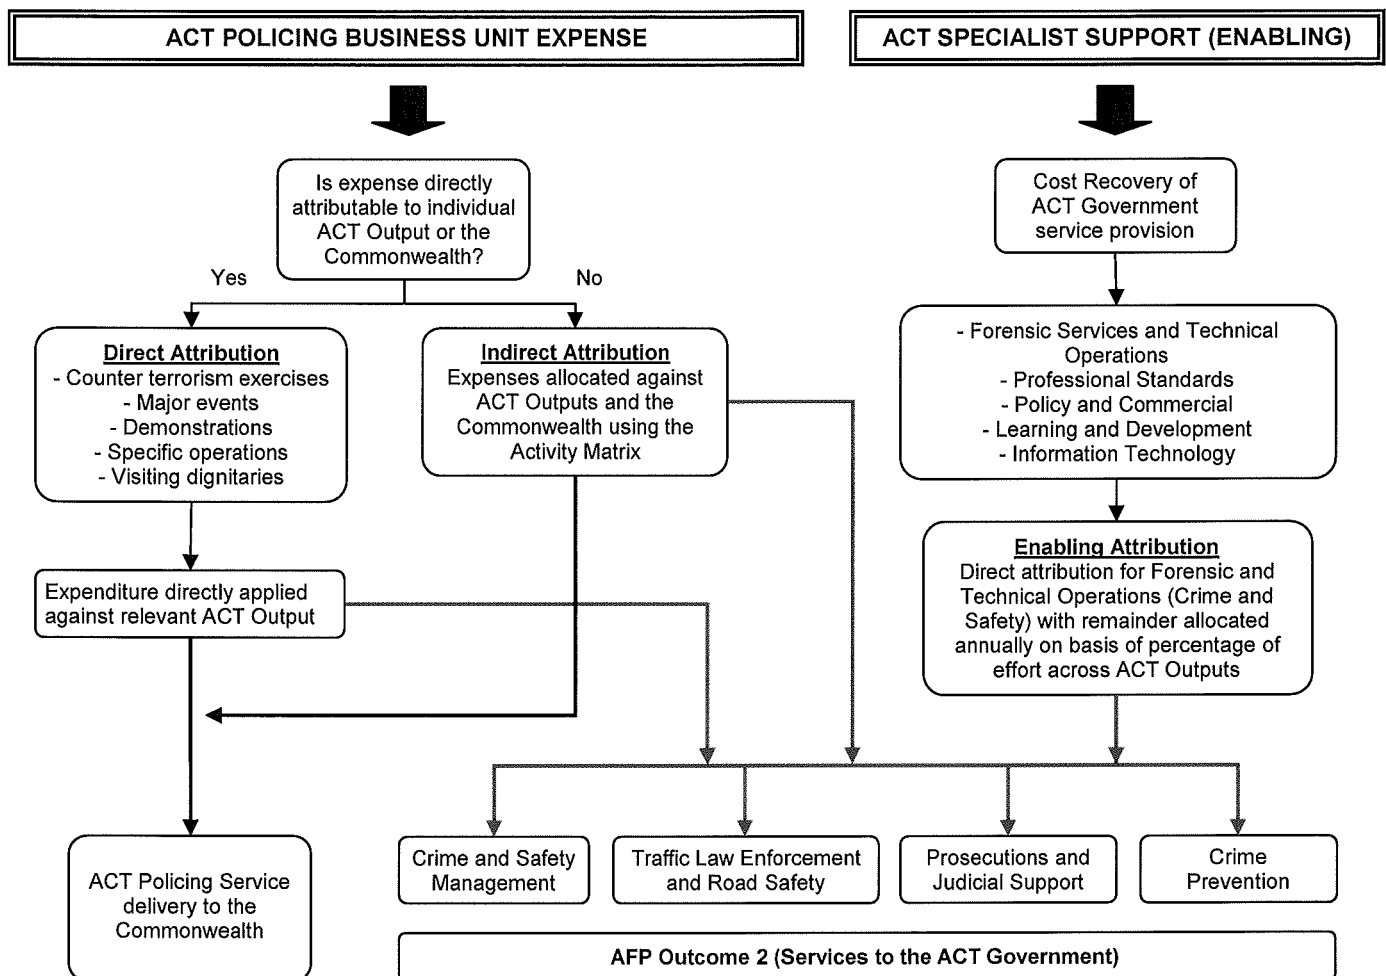 ACT POLICING BUSINESS UNIT EXPENSE
ACT SPECIALIST SUPPORT (ENABLING)
Is expense directly
attributable to individual
ACT Output or the
Commonwealth?
Yes
No
Cost Recovery of
ACT Government
service provision
Direct Attribution
- Counter terrorism exercises
- Major events
- Demonstrations
- Specific operations
- Visiting dignitaries
Indirect Attribution
Expenses allocated against
ACT Outputs and the
Commonwealth using the
Activity Matrix
- Forensic Services and Technical
Operations
- Professional Standards
- Policy and Commercial
- Learning and Development
- Information Technology
Expenditure directly applied
against relevant ACT Output
Enabling Attribution
Direct attribution for Forensic and
Technical Operations (Crime and
Safety) with remainder allocated
annually on basis of percentage of
effort across ACT Outputs
ACT Policing Service
delivery to the
Commonwealth
Crime and Safety
Management
Traffic Law Enforcement
and Road Safety
Prosecutions and
Judicial Support
Crime
Prevention
AFP Outcome 2 (Services to the ACT Government)